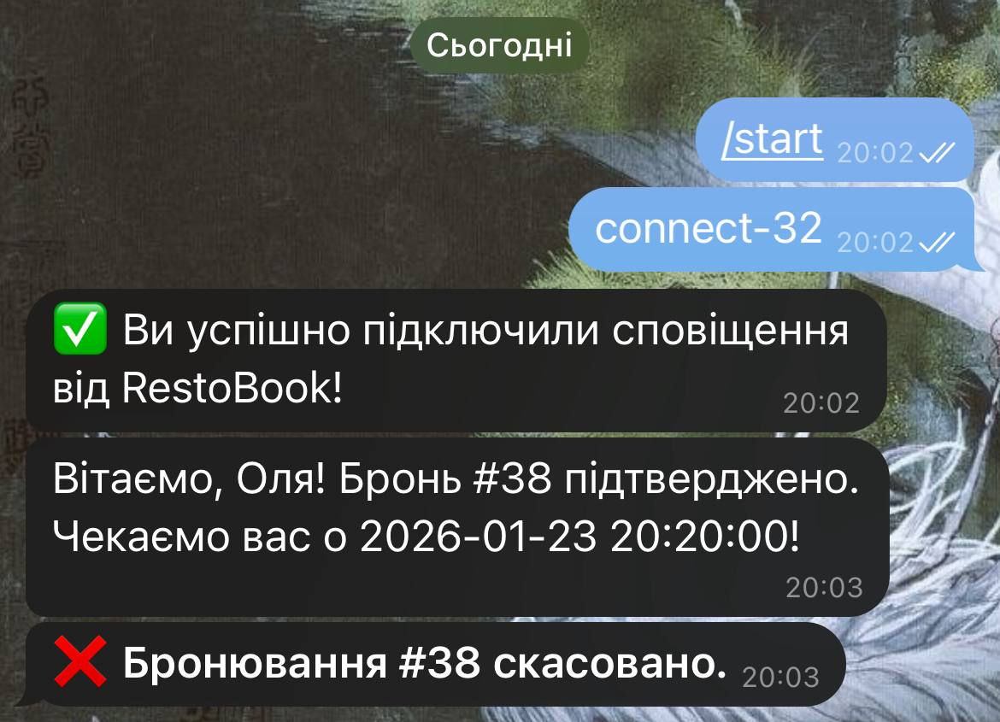 Сьогодні
/start 20:02
connect-32 20:02
✅ Ви успішно підключили сповіщення
від RestoBook! 20:02
Вітаємо, Оля! Бронь #38 підтверджено.
Чекаємо вас о 2026-01-23 20:20:00!
20:03
❌ Бронювання #38 скасовано. 20:03